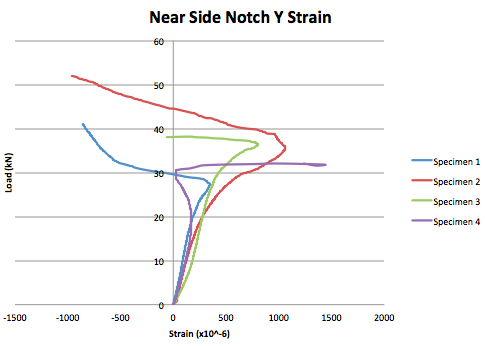 Near Side Notch Y Strain
60
50
40
30
20
10
0
-1500 -1000 -500 0 500 1000 1500 2000
Load (kN)
Strain (x10^-6)
Specimen 1
Specimen 2
Specimen 3
Specimen 4